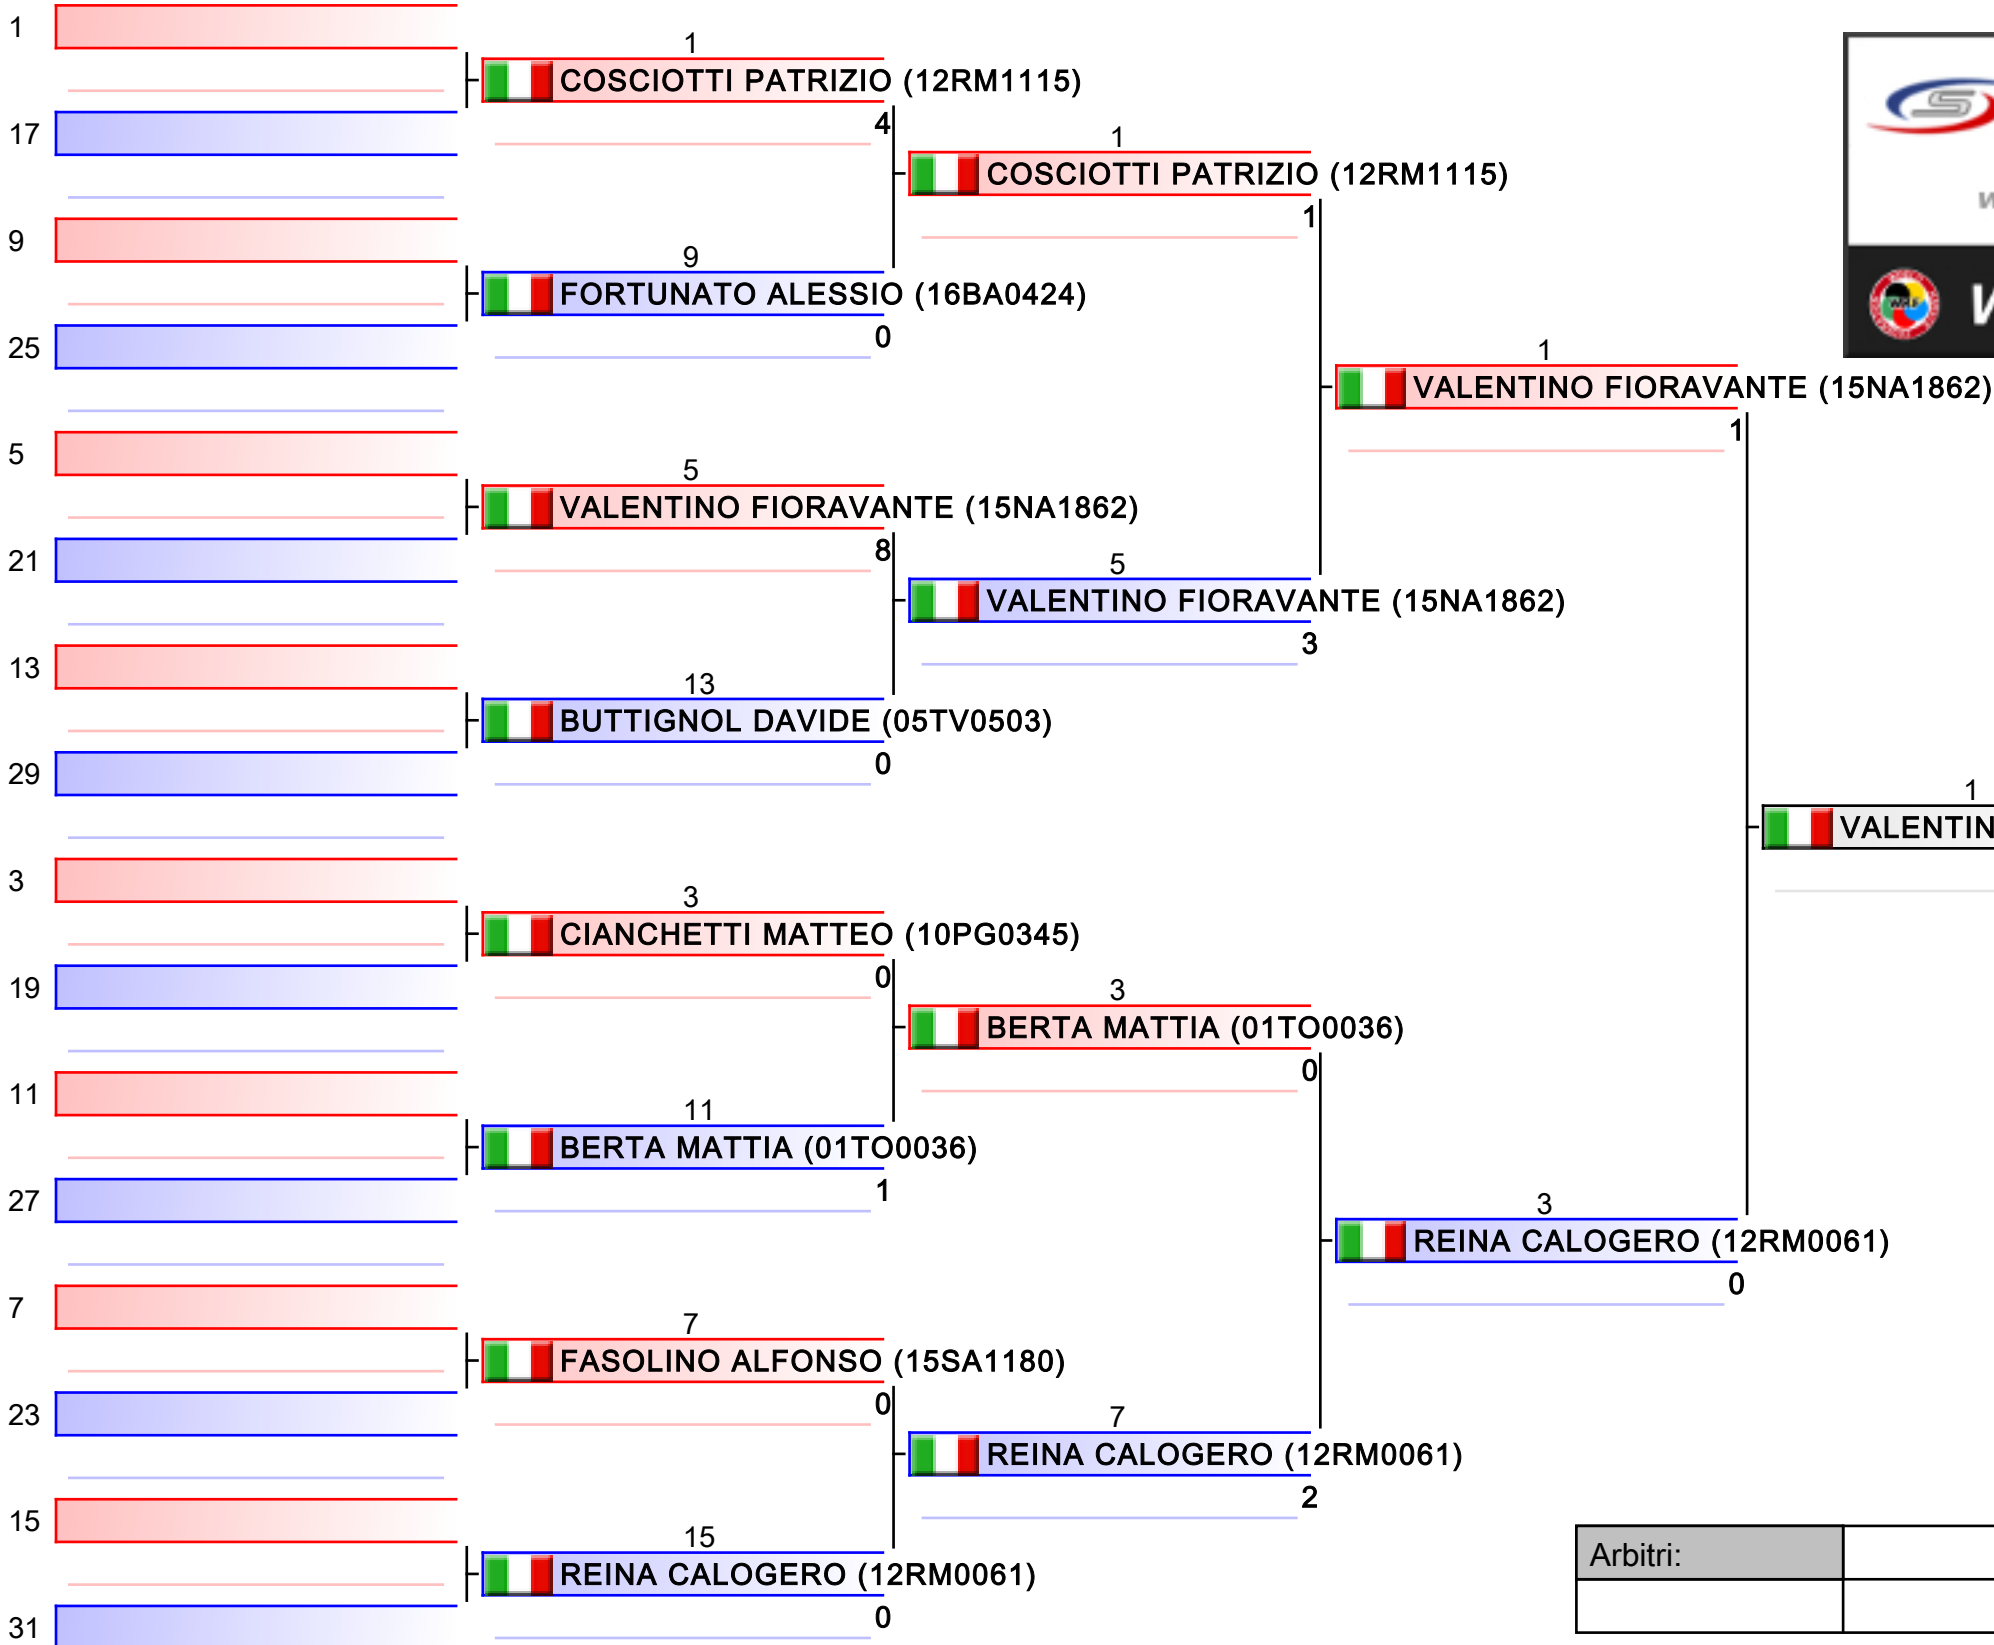 1
1
COSCIOTTI PATRIZIO (12RM1115)
17
4
1
COSCIOTTI PATRIZIO (12RM1115)
1
9
9
FORTUNATO ALESSIO (16BA0424)
0
25
1
VALENTINO FIORAVANTE (15NA1862)
1
5
5
VALENTINO FIORAVANTE (15NA1862)
8
21
5
VALENTINO FIORAVANTE (15NA1862)
3
13
13
BUTTIGNOL DAVIDE (05TV0503)
0
29
1
VALENTIN
3
3
CIANCHETTI MATTEO (10PG0345)
0
19
3
BERTA MATTIA (01TO0036)
0
11
11
BERTA MATTIA (01TO0036)
1
27
3
REINA CALOGERO (12RM0061)
0
7
7
FASOLINO ALFONSO (15SA1180)
0
23
7
REINA CALOGERO (12RM0061)
2
15
15
REINA CALOGERO (12RM0061)
0
31
Arbitri: